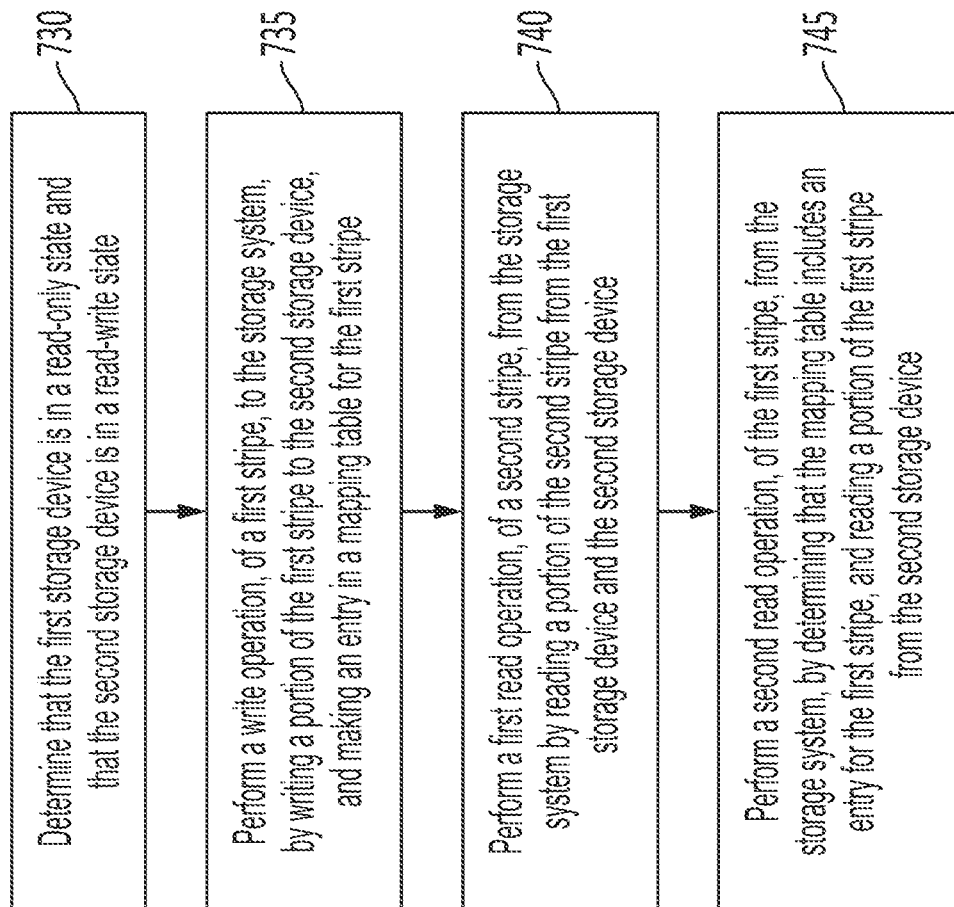 Determine that the first storage device is in a read-only state and
that the second storage device is in a read-write state
730
Perform a write operation, of a first stripe, to the storage system,
by writing a portion of the first stripe to the second storage device,
and making an entry in a mapping table for the first stripe
735
Perform a first read operation, of a second stripe, from the storage
system by reading a portion of the second stripe from the first
storage device and the second storage device
740
Perform a second read operation, of the first stripe, from the
storage system, by determining that the mapping table includes an
entry for the first stripe, and reading a portion of the first stripe
from the second storage device
745